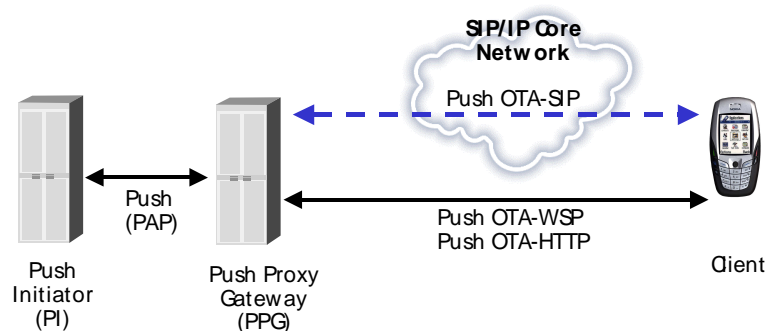 SIP/IP Core
Network
Push OTA-SIP
Push
(PAP)
Push OTA-WSP
Push OTA-HTTP
Push
Initiator
(PI)
Push Proxy
Gateway
(PPG)
Client